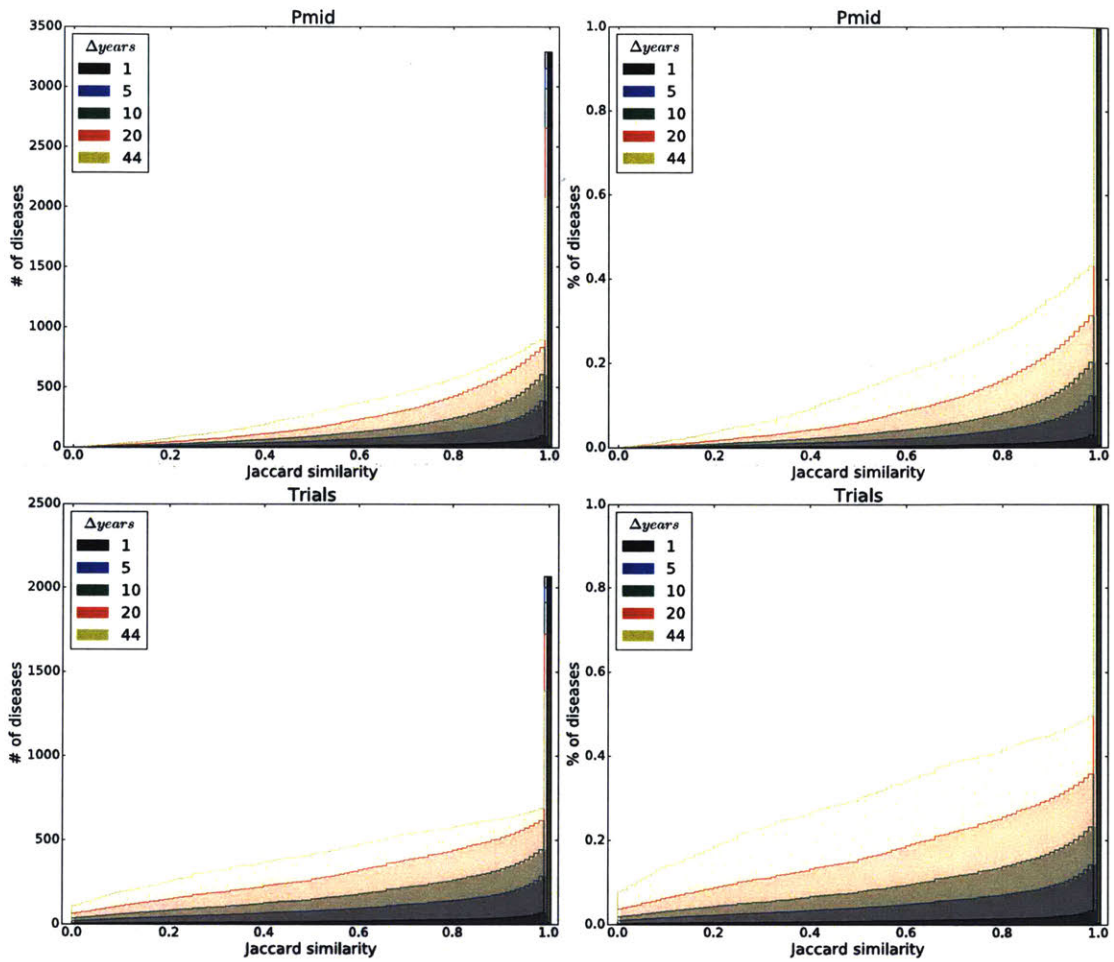 Pmid
3500
3000
2500
2000
1500
1000
500
0
# of diseases
Δyears
1
5
10
20
44
0.0 0.2 0.4 0.6 0.8 1.0
Jaccard similarity
Pmid
1.0
0.8
0.6
0.4
0.2
0.0
% of diseases
Δyears
1
5
10
20
44
0.0 0.2 0.4 0.6 0.8 1.0
Jaccard similarity
Trials
2500
2000
1500
1000
500
0
# of diseases
Δyears
1
5
10
20
44
0.0 0.2 0.4 0.6 0.8 1.0
Jaccard similarity
Trials
1.0
0.8
0.6
0.4
0.2
0.0
% of diseases
Δyears
1
5
10
20
44
0.0 0.2 0.4 0.6 0.8 1.0
Jaccard similarity